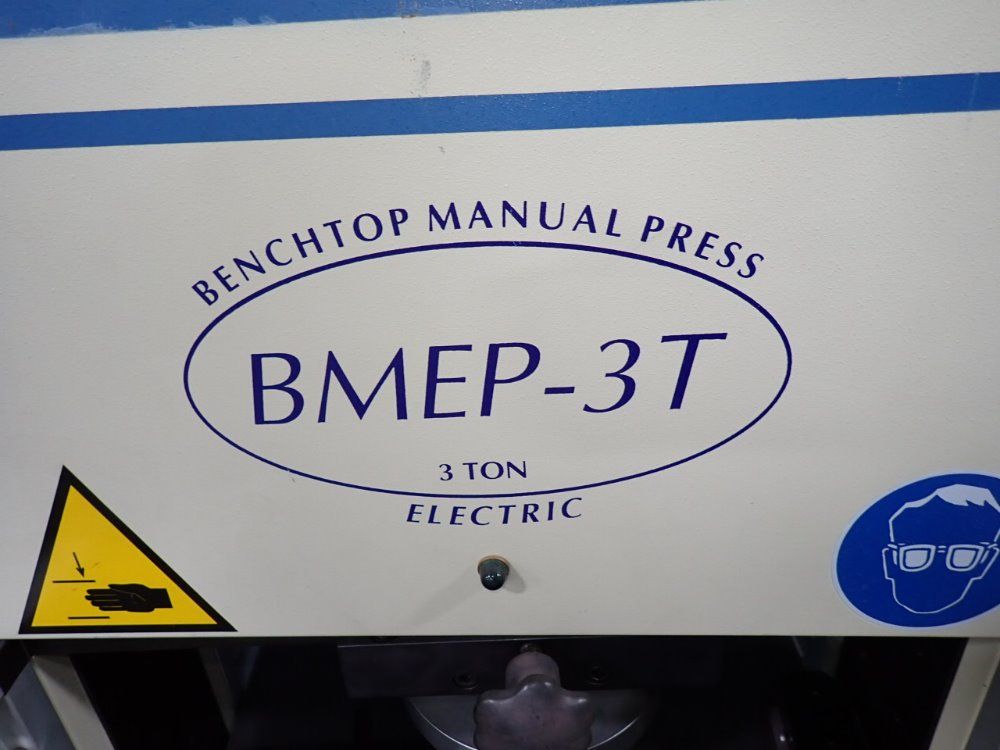 BENCHTOP MANUAL PRESS
BMEP-3T
3 TON
ELECTRIC